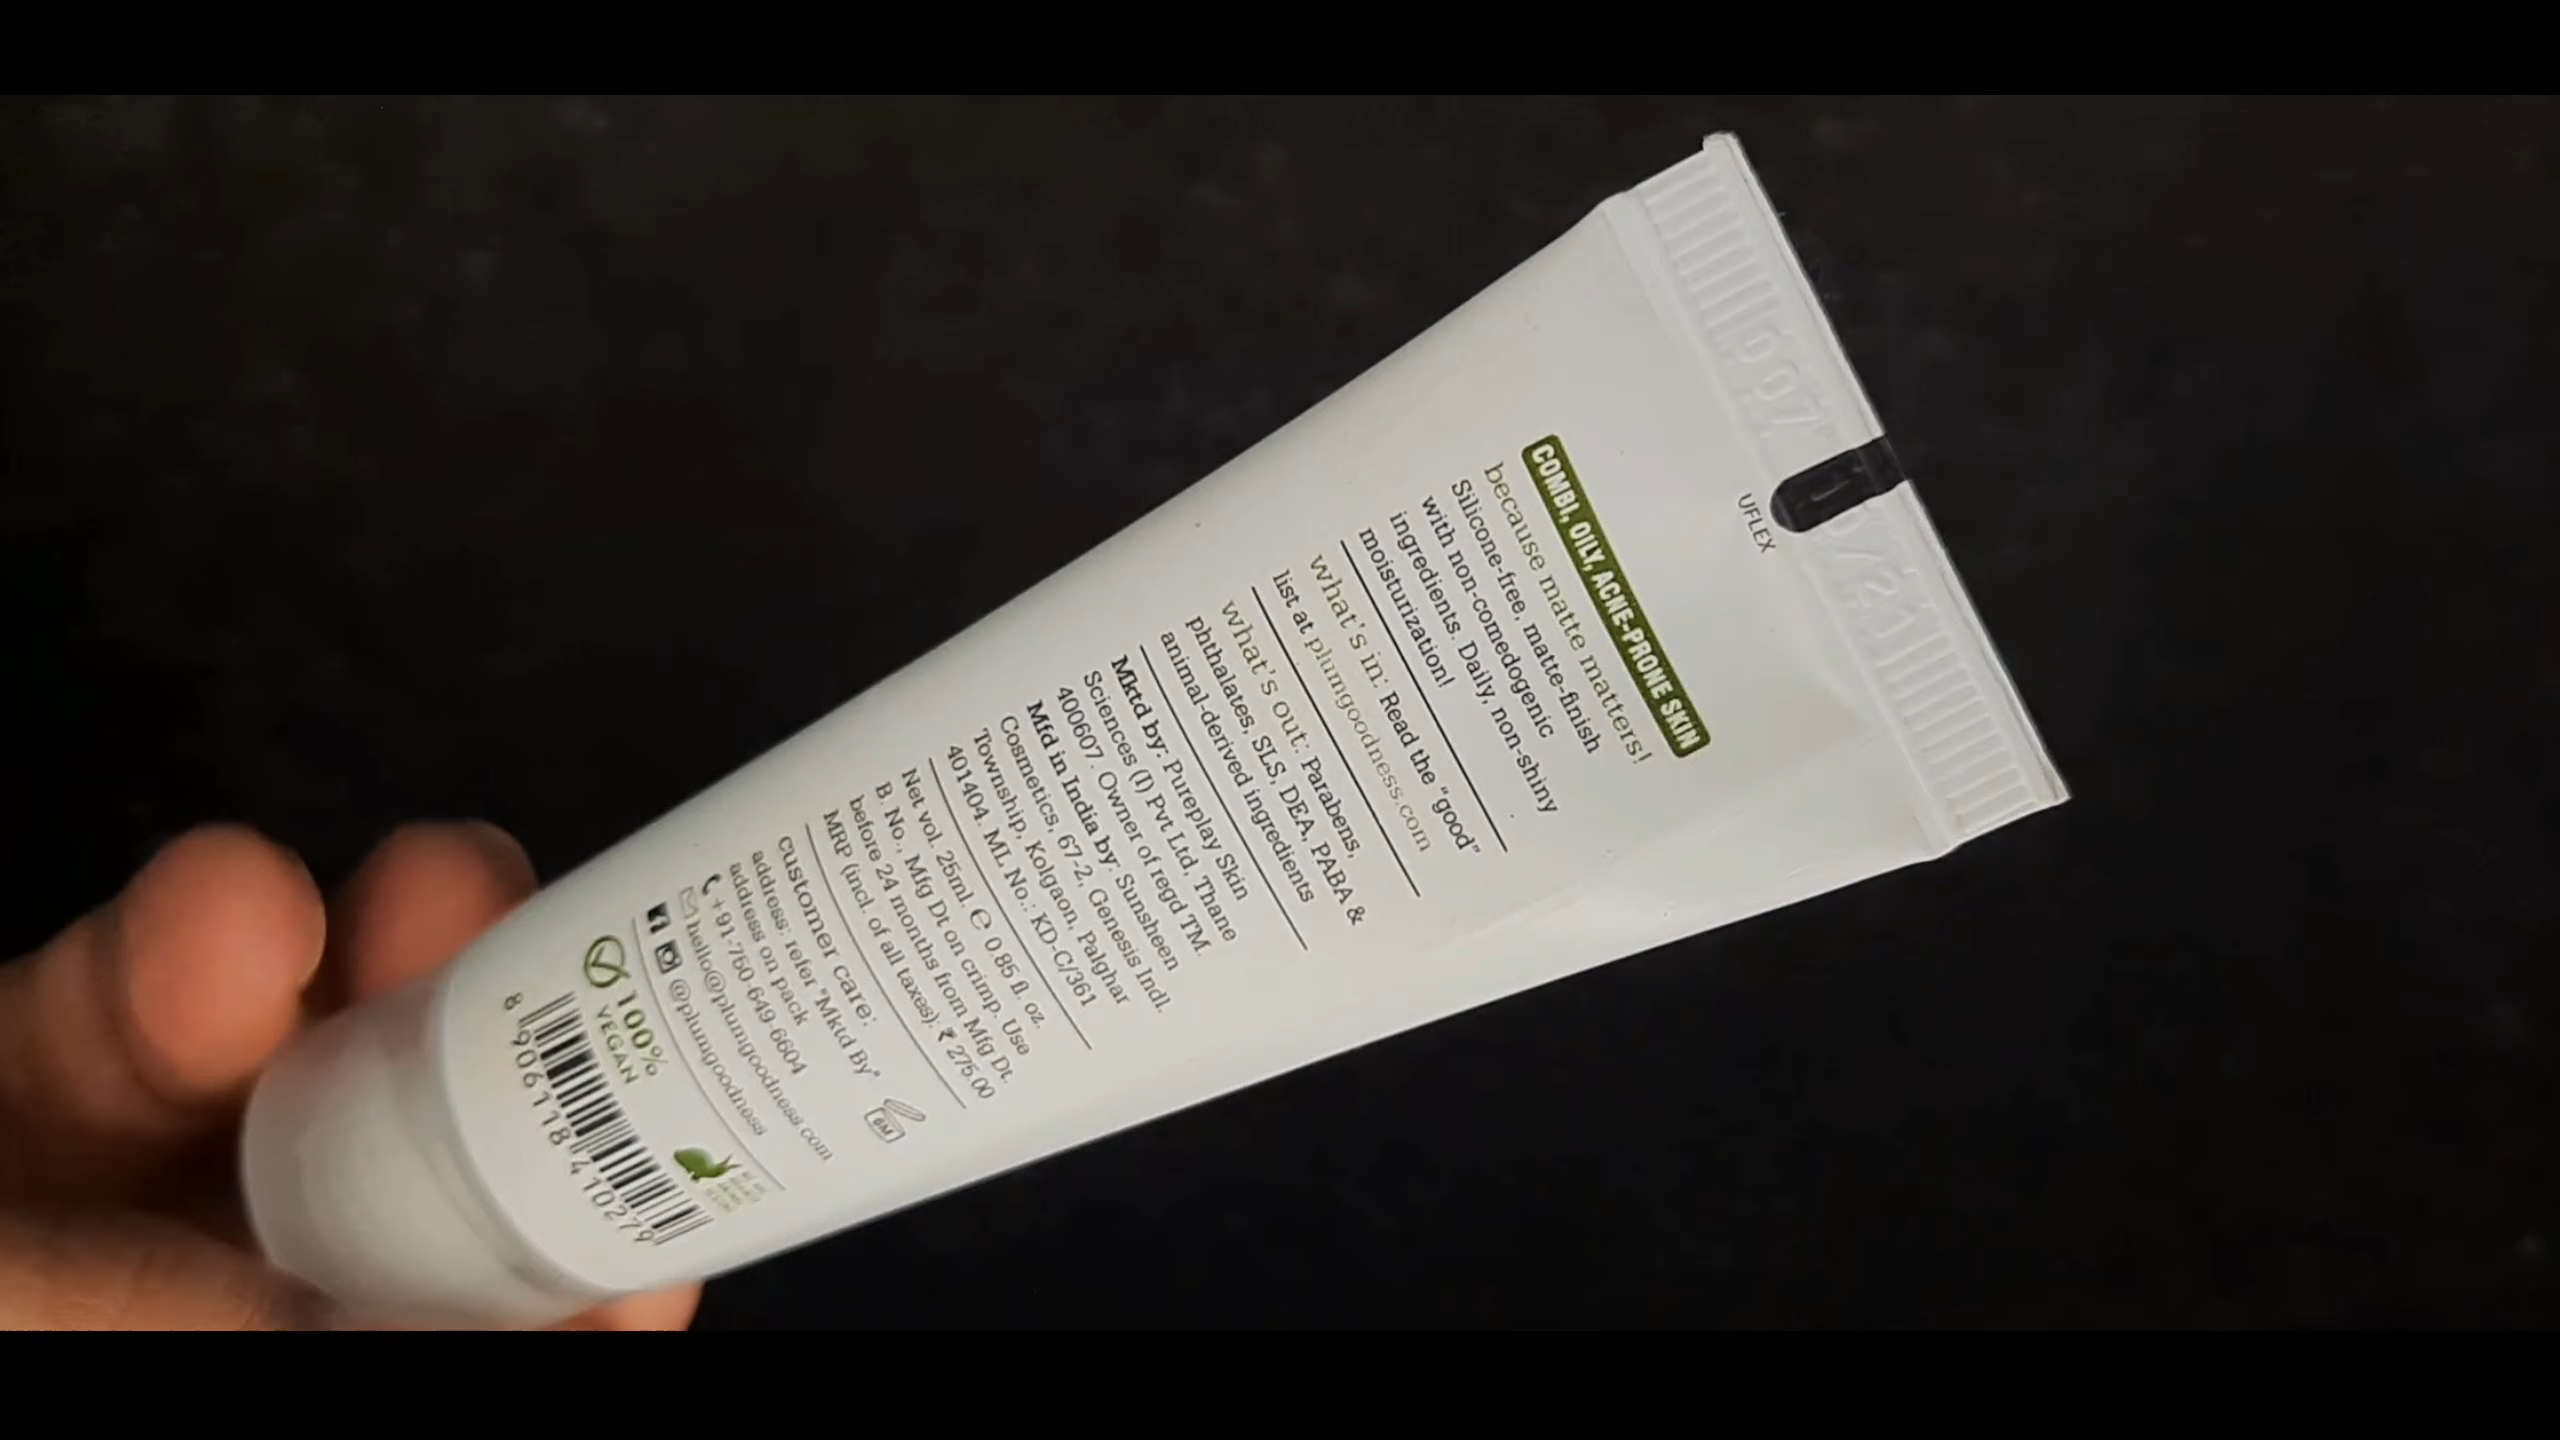 UFLEX
COMBI, OILY, ACNE-PRONE SKIN
because matte matters!
Silicone-free, matte-finish
with non-comedogenic
ingredients. Daily, non-shiny
moisturization!
what's in: Read the "good"
list at plumgoodness.com
what's out: Parabens,
phthalates, SLS, DEA, PABA &
animal-derived ingredients
Mktd by: Pureplay Skin
Sciences (I) Pvt Ltd, Thane
400607. Owner of regd TM.
Mfd in India by: Sunsheen
Cosmetics, 67-2, Genesis Indl.
Township, Kolgaon, Palghar
401404. ML No.: KD-C/361
Net vol. 25ml. e 0.85 fl. oz.
B. No., Mfg Dt on crimp. Use
before 24 months from Mfg Dt.
MRP (incl. of all taxes): ₹ 275.00
customer care:
address: refer "Mktd By"
address on pack
+91-750-649-6604
hello@plumgoodness.com
@plumgoodness
6M
100%
VEGAN
8 906118 410279